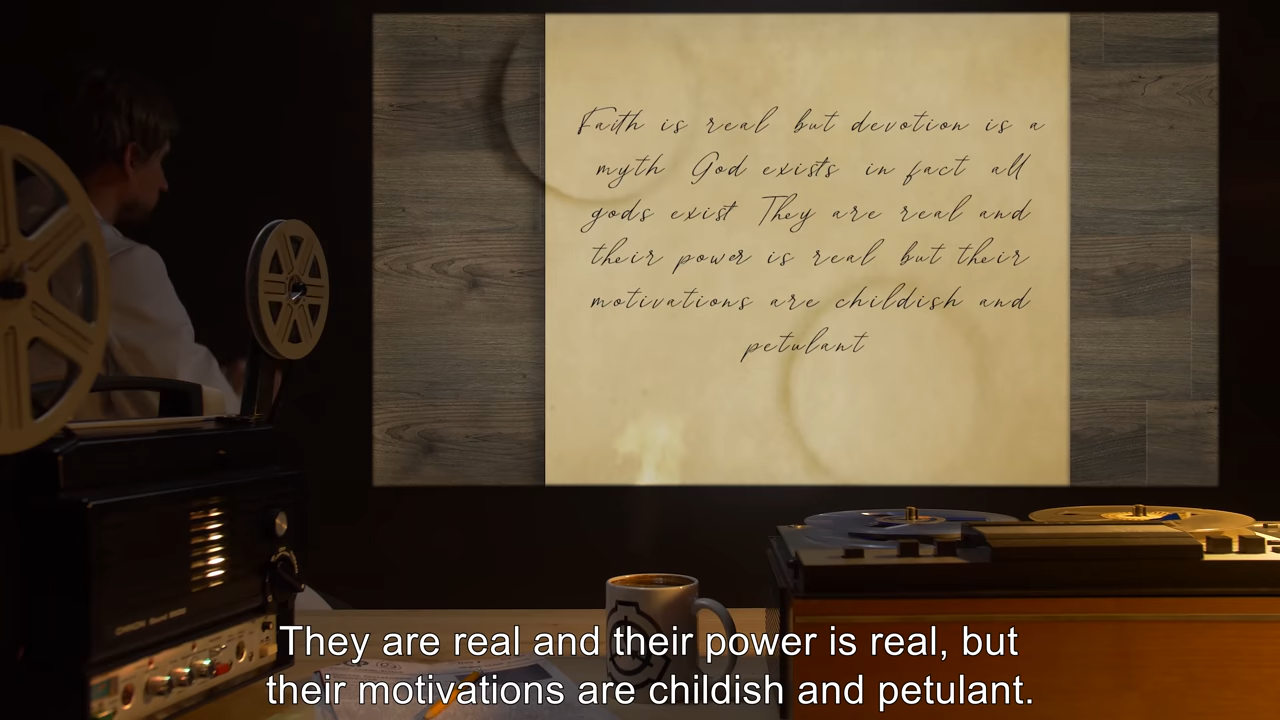 Faith is real but devotion is a
myth God exists in fact all
gods exist They are real and
their power is real but their
motivations are childish and
petulant
They are real and their power is real, but
their motivations are childish and petulant.